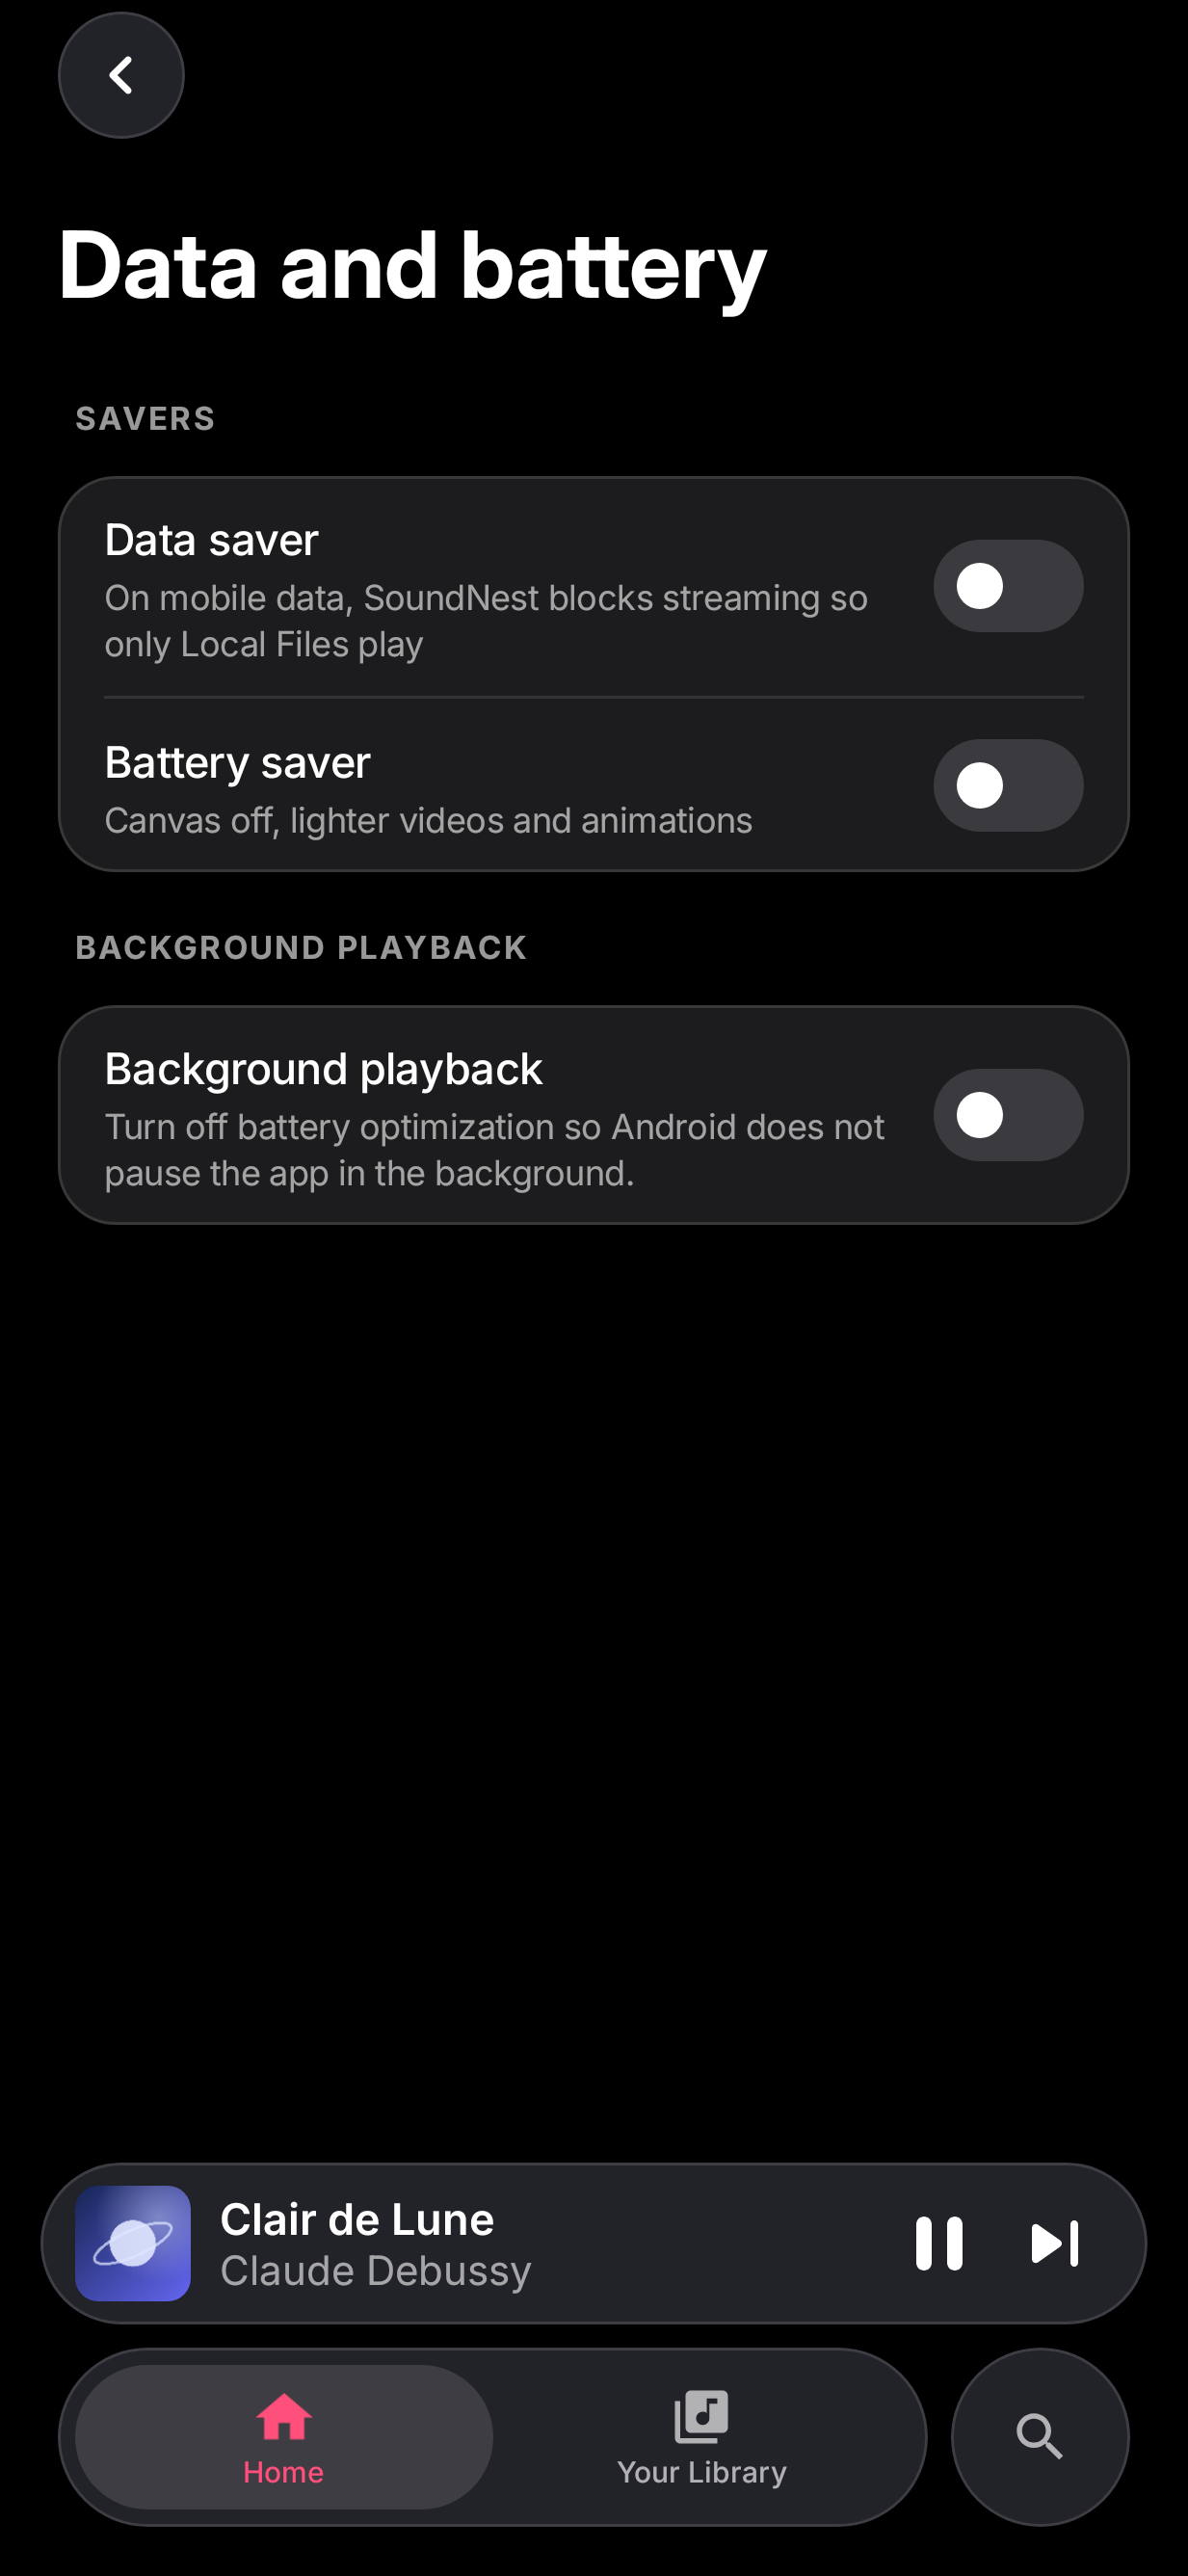 Data and battery
SAVERS
Data saver
On mobile data, SoundNest blocks streaming so
only Local Files play
Battery saver
Canvas off, lighter videos and animations
BACKGROUND PLAYBACK
Background playback
Turn off battery optimization so Android does not
pause the app in the background.
Clair de Lune
Claude Debussy
Home
Your Library